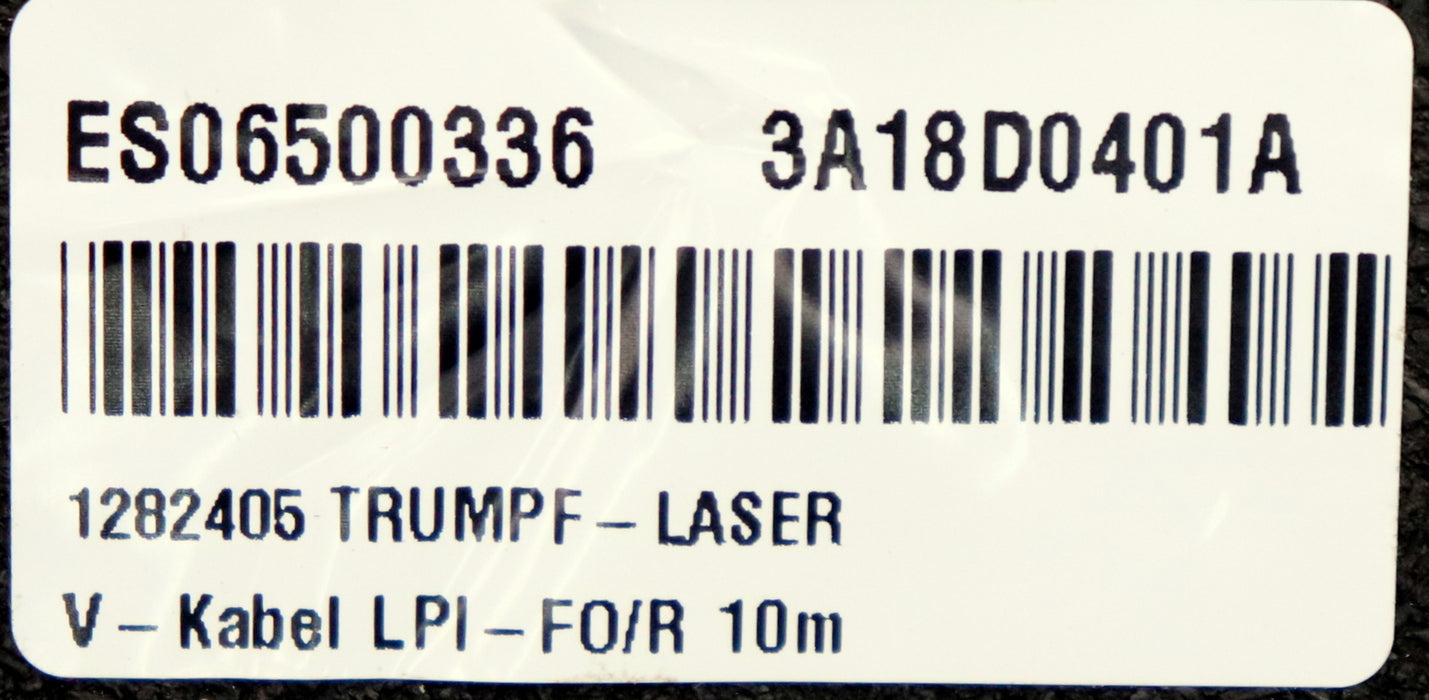 ES06500336 3A18D0401A
1282405 TRUMPF-LASER
V-Kabel LPI-FO/R 10m